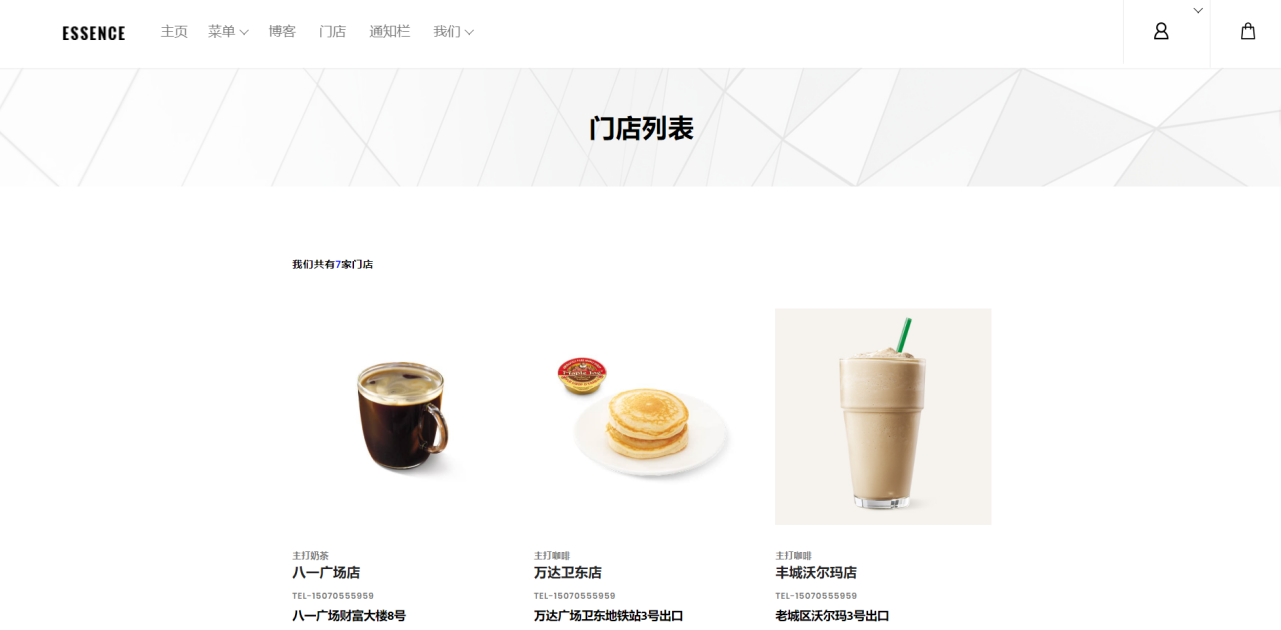 ESSENCE
主页 菜单 博客 门店 通知栏 我们
门店列表
我们共有7家门店
主打奶茶
八一广场店
TEL-15070555959
八一广场财富大楼8号
主打咖啡
万达卫东店
TEL-15070555959
万达广场卫东地铁站3号出口
主打咖啡
丰城沃尔玛店
TEL-15070555959
老城区沃尔玛3号出口